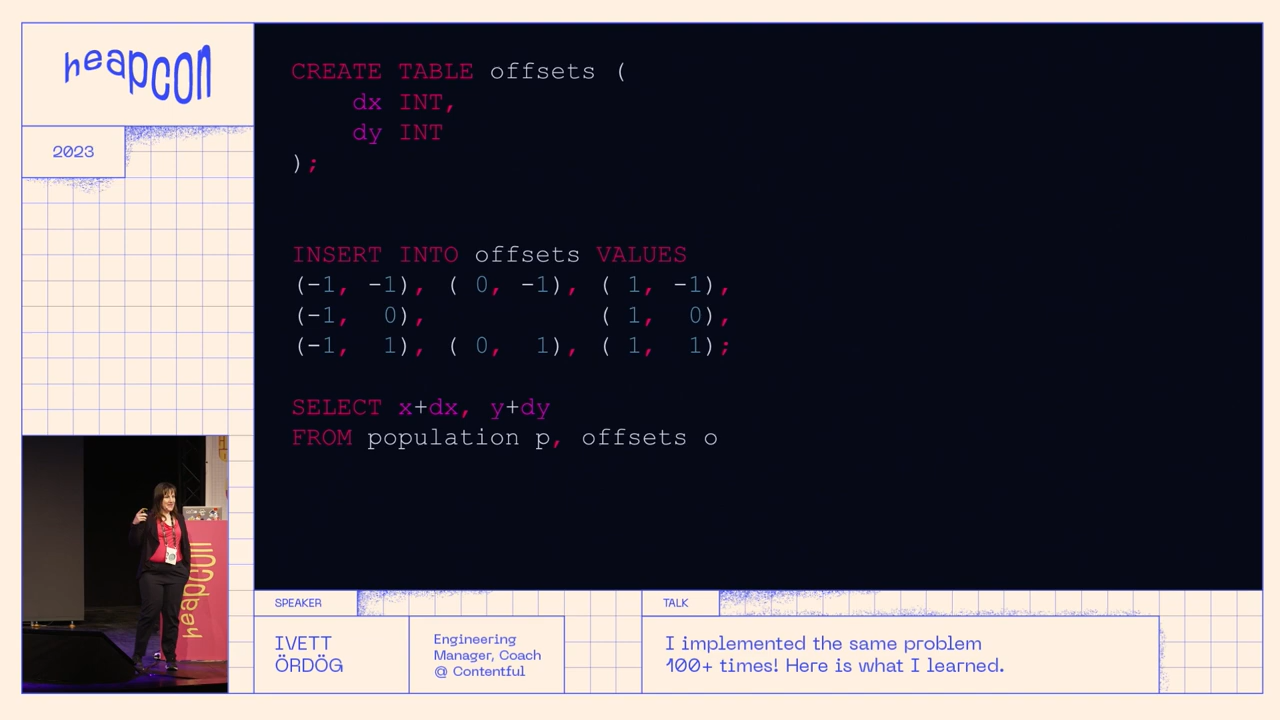 heapcon
2023
CREATE TABLE offsets (
    dx INT,
    dy INT
);
INSERT INTO offsets VALUES
(-1, -1), ( 0, -1), ( 1, -1),
(-1,  0),           ( 1,  0),
(-1,  1), ( 0,  1), ( 1,  1);
SELECT x+dx, y+dy
FROM population p, offsets o
heapcon
SPEAKER
IVETT
ÖRDÖG
Engineering
Manager, Coach
@ Contentful
TALK
I implemented the same problem
100+ times! Here is what I learned.